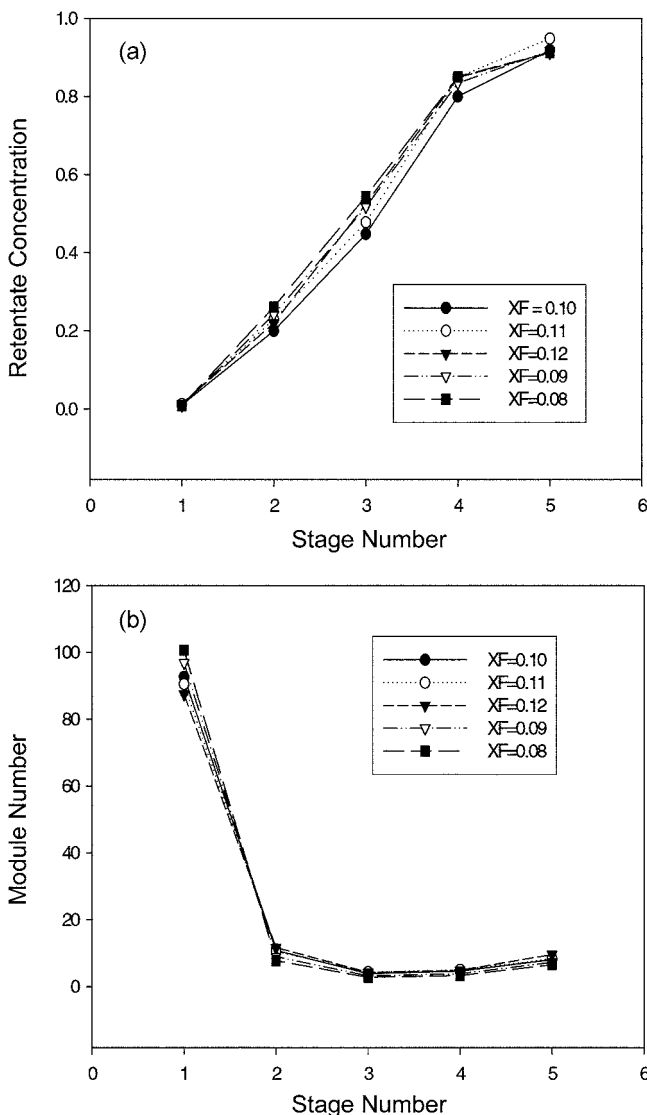 (a)
Retentate Concentration
1.0
0.8
0.6
0.4
0.2
0.0
XF = 0.10
XF=0.11
XF=0.12
XF=0.09
XF=0.08
0 1 2 3 4 5 6
Stage Number
(b)
Module Number
120
100
80
60
40
20
0
XF=0.10
XF=0.11
XF=0.12
XF=0.09
XF=0.08
0 1 2 3 4 5 6
Stage Number